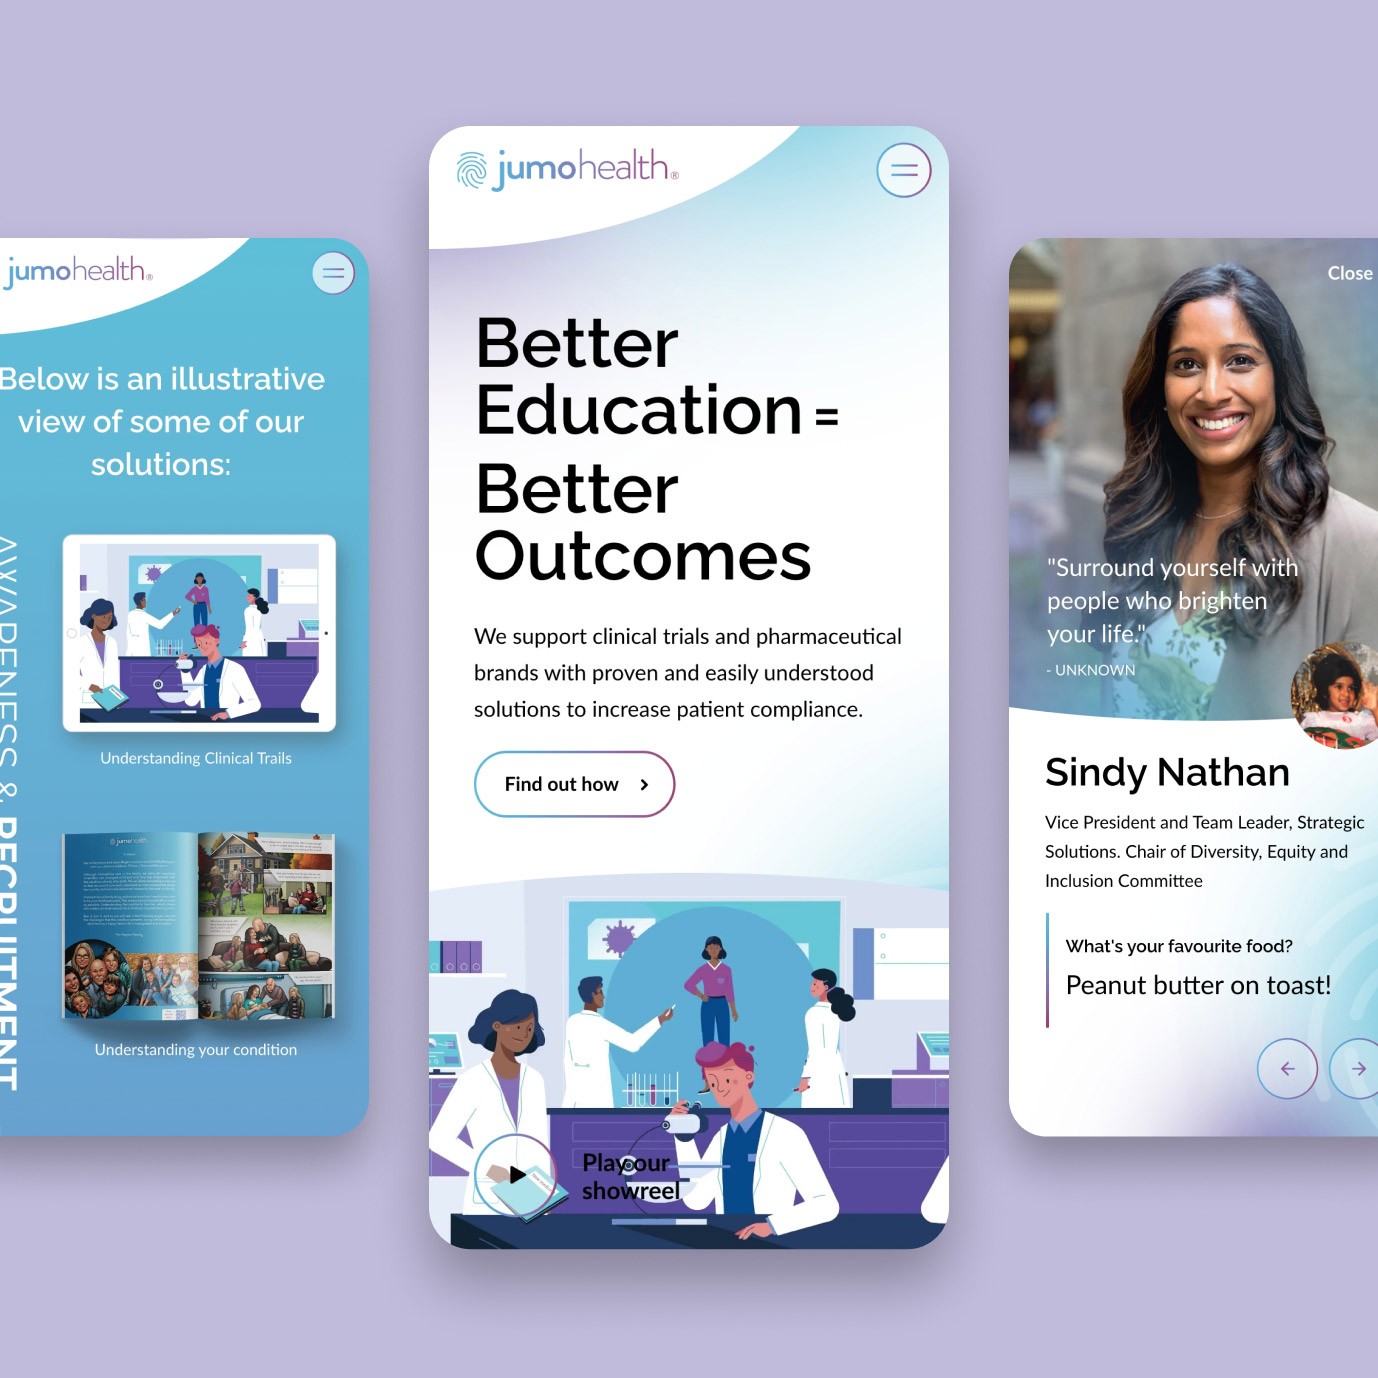 jumohealth®
Below is an illustrative
view of some of our
solutions:
AWARENESS & RECRUITMENT
Understanding Clinical Trails
jumohealth
Understanding your condition
jumohealth®
Better
Education =
Better
Outcomes
We support clinical trials and pharmaceutical
brands with proven and easily understood
solutions to increase patient compliance.
Find out how
Play our
showreel
Close
"Surround yourself with
people who brighten
your life."
- UNKNOWN
Sindy Nathan
Vice President and Team Leader, Strategic
Solutions. Chair of Diversity, Equity and
Inclusion Committee
What's your favourite food?
Peanut butter on toast!